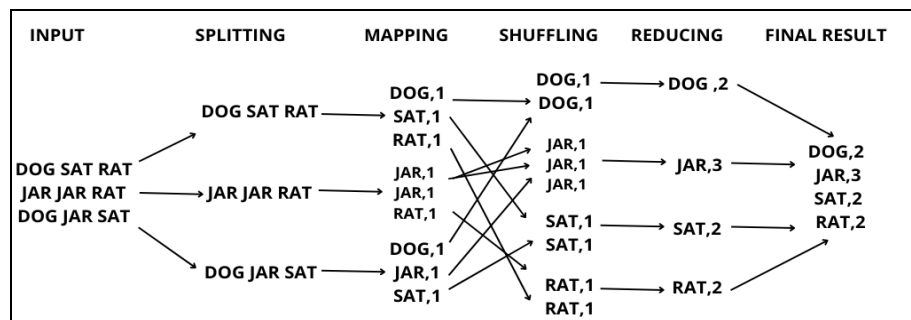 INPUT
SPLITTING
MAPPING
SHUFFLING
REDUCING
FINAL RESULT
DOG SAT RAT
JAR JAR RAT
DOG JAR SAT
DOG SAT RAT
JAR JAR RAT
DOG JAR SAT
DOG,1
SAT,1
RAT,1
JAR,1
JAR,1
RAT,1
DOG,1
JAR,1
SAT,1
DOG,1
DOG,1
JAR,1
JAR,1
JAR,1
SAT,1
SAT,1
RAT,1
RAT,1
DOG ,2
JAR,3
SAT,2
RAT,2
DOG,2
JAR,3
SAT,2
RAT,2